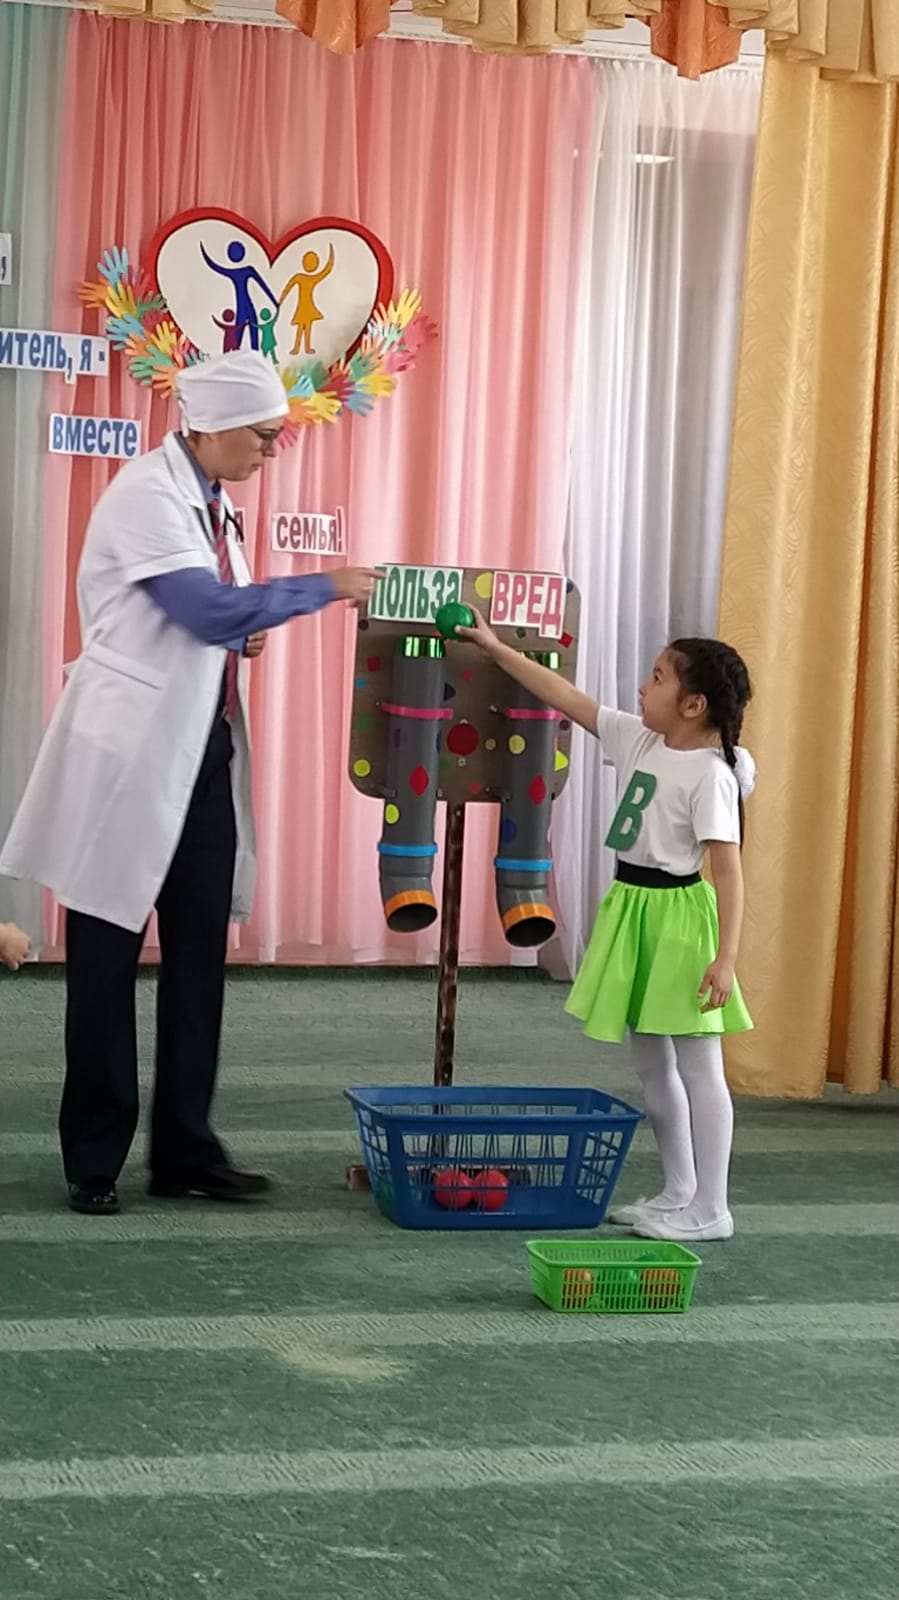 итель, я -
вместе
я семья!
польза ВРЕД
В